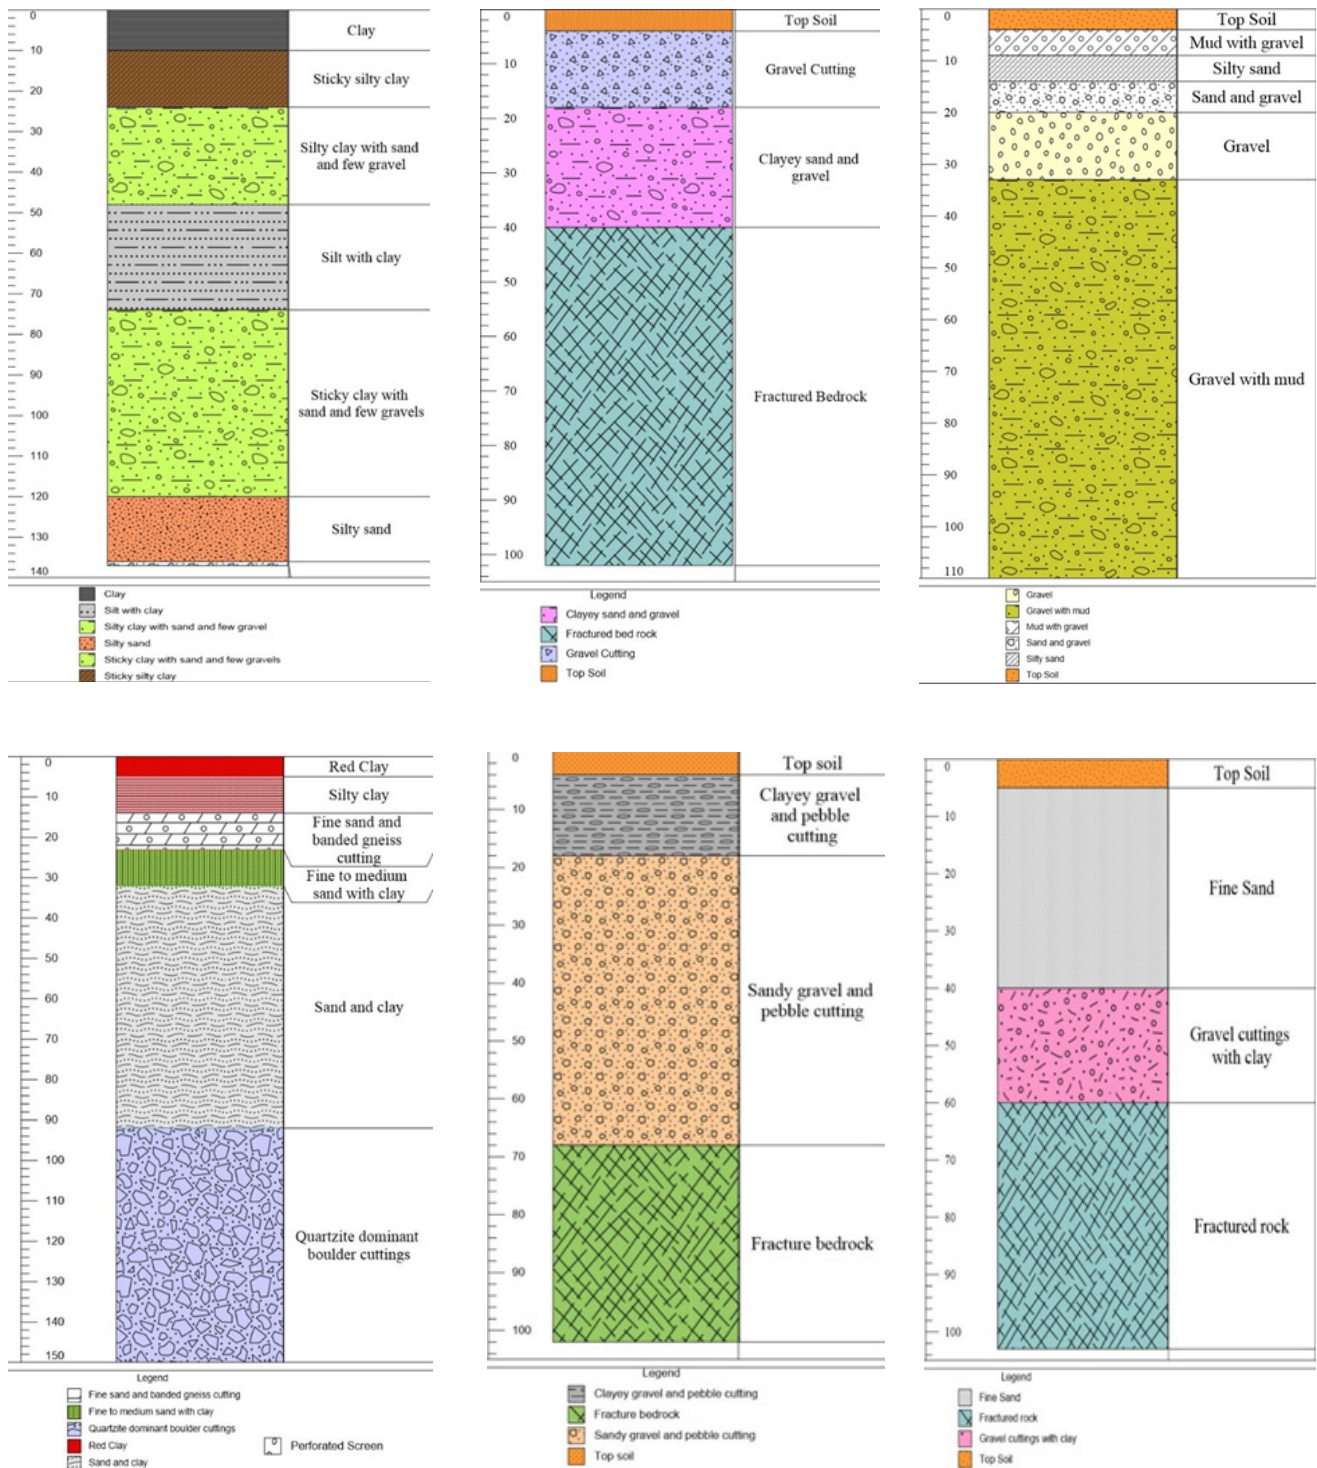 0
10
20
30
40
50
60
70
80
90
100
110
120
130
140
Clay
Sticky silty clay
Silty clay with sand
and few gravel
Silt with clay
Sticky clay with
sand and few gravels
Silty sand
Clay
Silt with clay
Silty clay with sand and few gravel
Silty sand
Sticky clay with sand and few gravels
Sticky silty clay
0
10
20
30
40
50
60
70
80
90
100
Top Soil
Gravel Cutting
Clayey sand and
gravel
Fractured Bedrock
Legend
Clayey sand and gravel
Fractured bed rock
Gravel Cutting
Top Soil
0
10
20
30
40
50
60
70
80
90
100
110
Top Soil
Mud with gravel
Silty sand
Sand and gravel
Gravel
Gravel with mud
Gravel
Gravel with mud
Mud with gravel
Sand and gravel
Silty sand
Top Soil
0
10
20
30
40
50
60
70
80
90
100
110
120
130
140
150
Red Clay
Silty clay
Fine sand and
banded gneiss
cutting
Fine to medium
sand with clay
Sand and clay
Quartzite dominant
boulder cuttings
Legend
Fine sand and banded gneiss cutting
Fine to medium sand with clay
Quartzite dominant boulder cuttings
Red Clay
Sand and clay
Perforated Screen
0
10
20
30
40
50
60
70
80
90
100
Top soil
Clayey gravel
and pebble
cutting
Sandy gravel and
pebble cutting
Fracture bedrock
Legend
Clayey gravel and pebble cutting
Fracture bedrock
Sandy gravel and pebble cutting
Top soil
0
10
20
30
40
50
60
70
80
90
100
Top Soil
Fine Sand
Gravel cuttings
with clay
Fractured rock
Legend
Fine Sand
Fractured rock
Gravel cuttings with clay
Top Soil